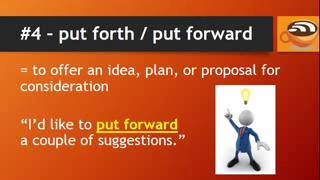 #4 – put forth / put forward
= to offer an idea, plan, or proposal for
consideration
“I’d like to put forward
a couple of suggestions.”